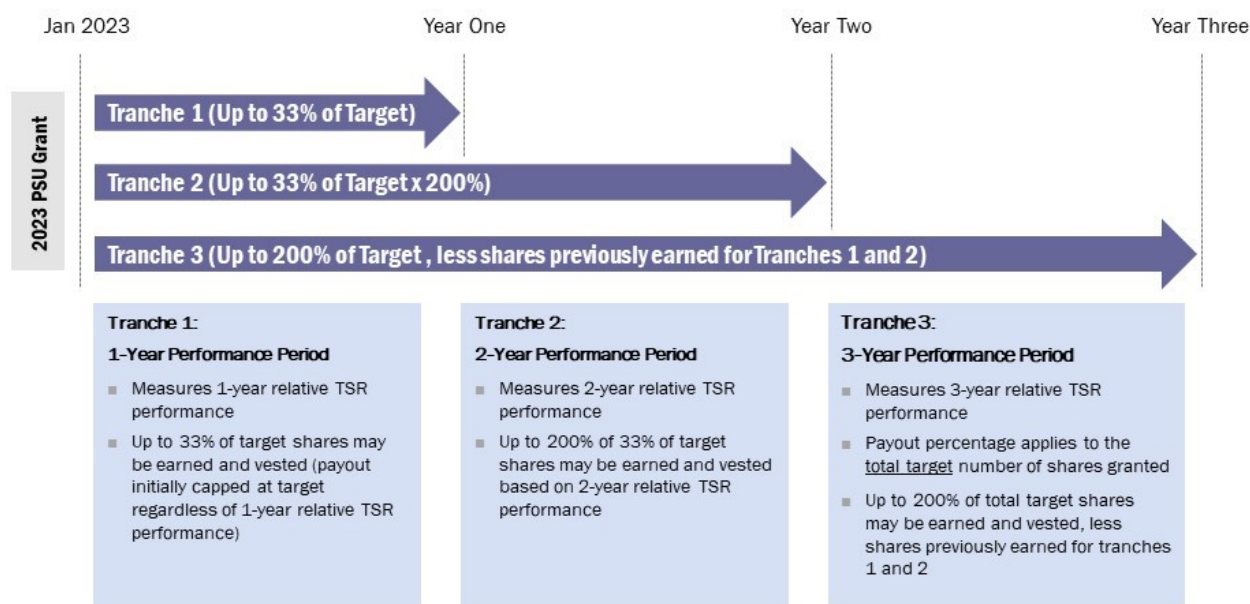 Jan 2023
Year One
Year Two
Year Three
2023 PSU Grant
Tranche 1 (Up to 33% of Target)
Tranche 2 (Up to 33% of Target x 200%)
Tranche 3 (Up to 200% of Target , less shares previously earned for Tranches 1 and 2)
Tranche 1:
1-Year Performance Period
Measures 1-year relative TSR
performance
Up to 33% of target shares may
be earned and vested (payout
initially capped at target
regardless of 1-year relative TSR
performance)
Tranche 2:
2-Year Performance Period
Measures 2-year relative TSR
performance
Up to 200% of 33% of target
shares may be earned and vested
based on 2-year relative TSR
performance
Tranche 3:
3-Year Performance Period
Measures 3-year relative TSR
performance
Payout percentage applies to the
total target number of shares granted
Up to 200% of total target shares
may be earned and vested, less
shares previously earned for tranches
1 and 2